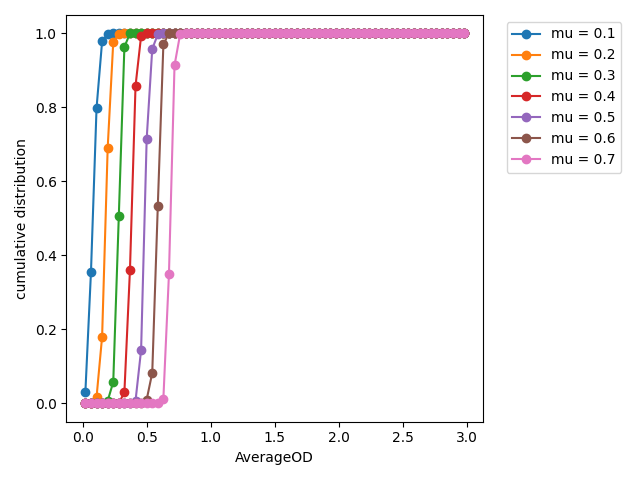 1.0
0.8
0.6
0.4
0.2
0.0
cumulative distribution
0.0 0.5 1.0 1.5 2.0 2.5 3.0
AverageOD
mu = 0.1
mu = 0.2
mu = 0.3
mu = 0.4
mu = 0.5
mu = 0.6
mu = 0.7